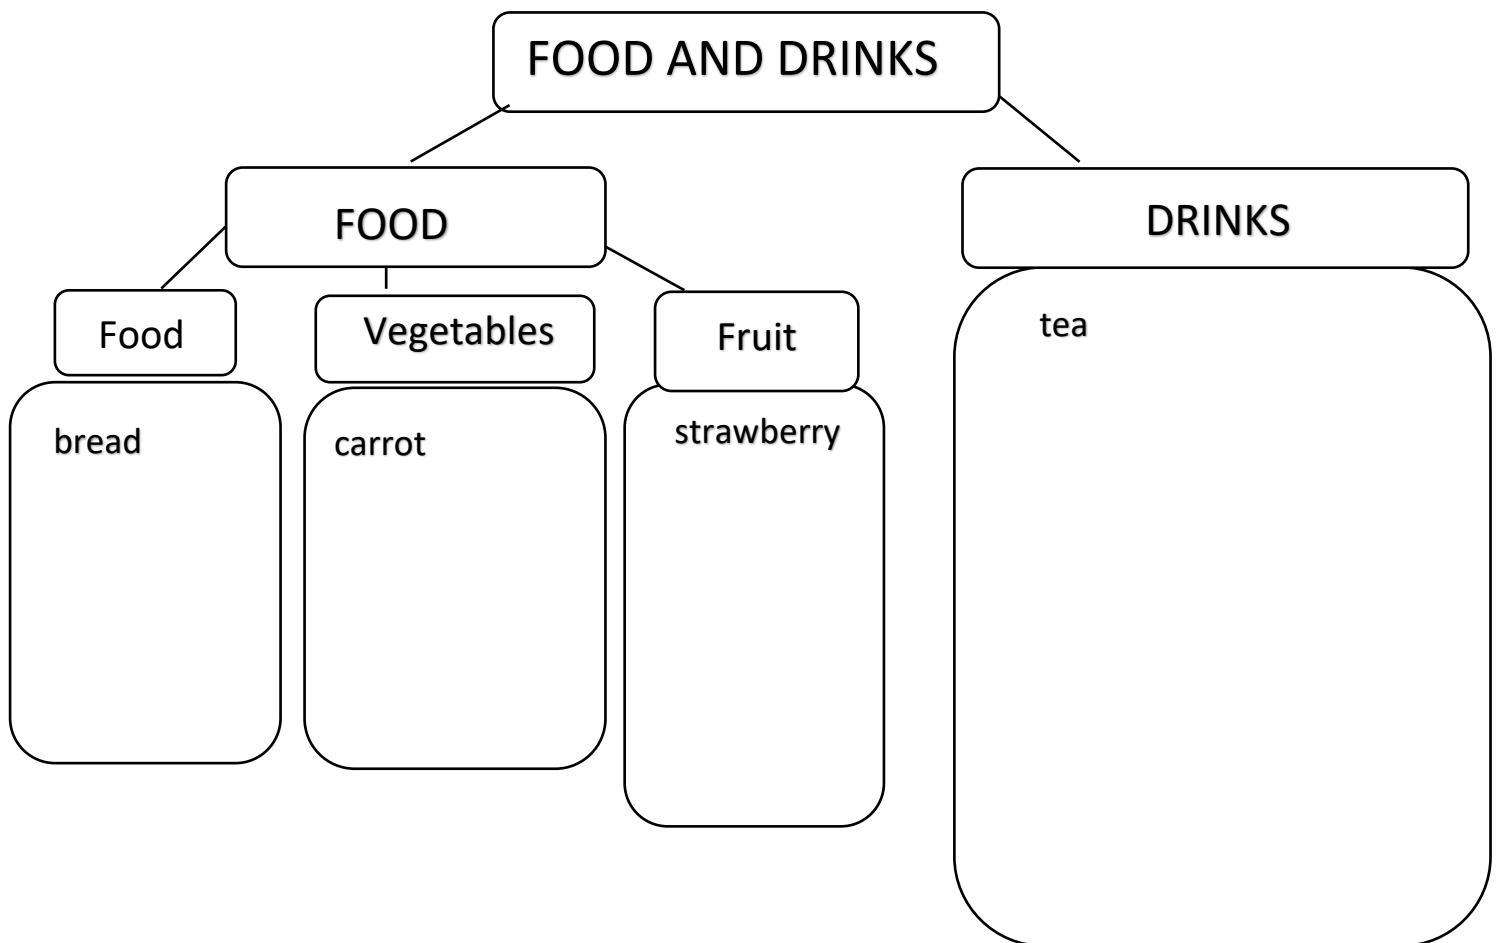 FOOD AND DRINKS
FOOD
DRINKS
Food
Vegetables
Fruit
bread
carrot
strawberry
tea